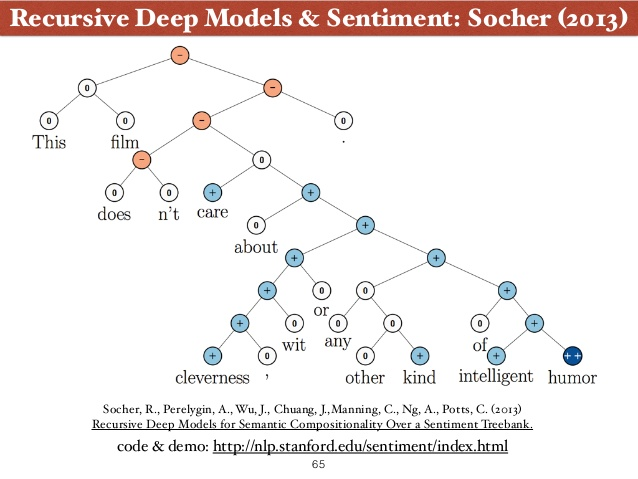 Recursive Deep Models & Sentiment: Socher (2013)
–
0 –
0 0 – 0
This film .
– 0
0 0 + +
does n't care
0 +
about
+ +
+ 0 0 +
or
+ 0 0 0 0 +
wit any of
+ 0 0 + + ++
cleverness , other kind intelligent humor
Socher, R., Perelygin, A., Wu, J., Chuang, J.,Manning, C., Ng, A., Potts, C. (2013)
Recursive Deep Models for Semantic Compositionality Over a Sentiment Treebank.
code & demo: http://nlp.stanford.edu/sentiment/index.html
65